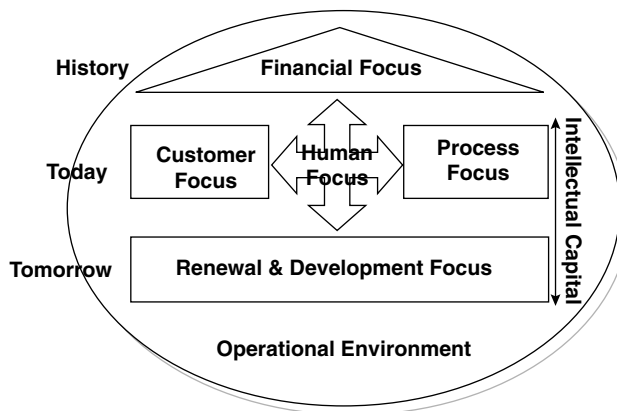 History
Financial Focus
Today
Customer
Focus
Human
Focus
Process
Focus
Intellectual Capital
Tomorrow
Renewal & Development Focus
Operational Environment